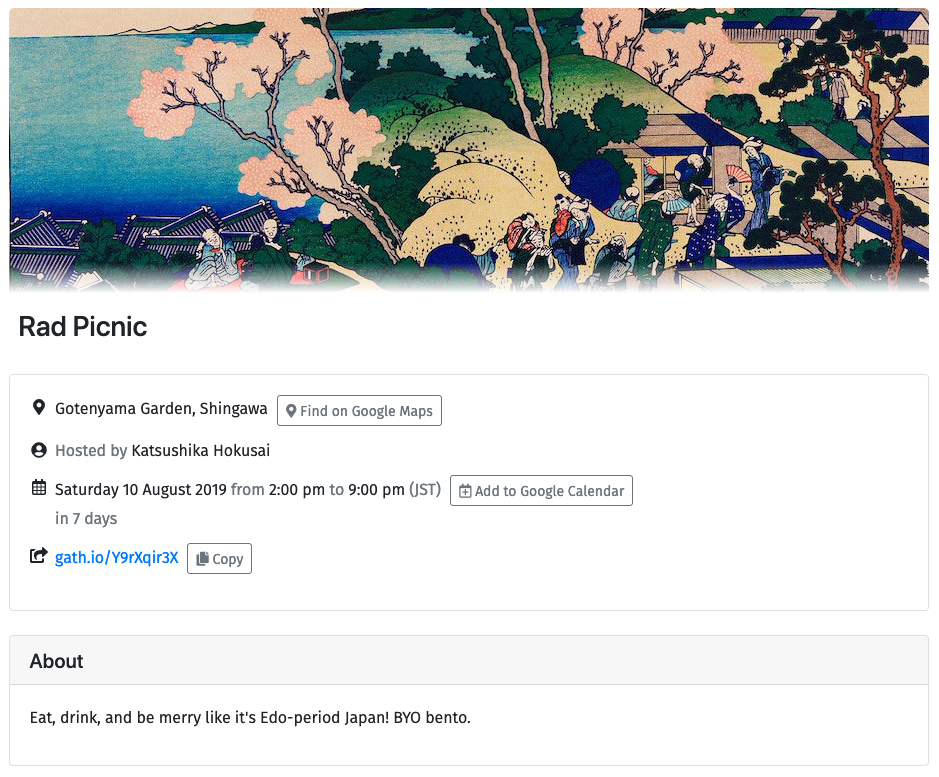 Rad Picnic
Gotenyama Garden, Shingawa Find on Google Maps
Hosted by Katsushika Hokusai
Saturday 10 August 2019 from 2:00 pm to 9:00 pm (JST) Add to Google Calendar
in 7 days
gath.io/Y9rXqir3X Copy
About
Eat, drink, and be merry like it's Edo-period Japan! BYO bento.